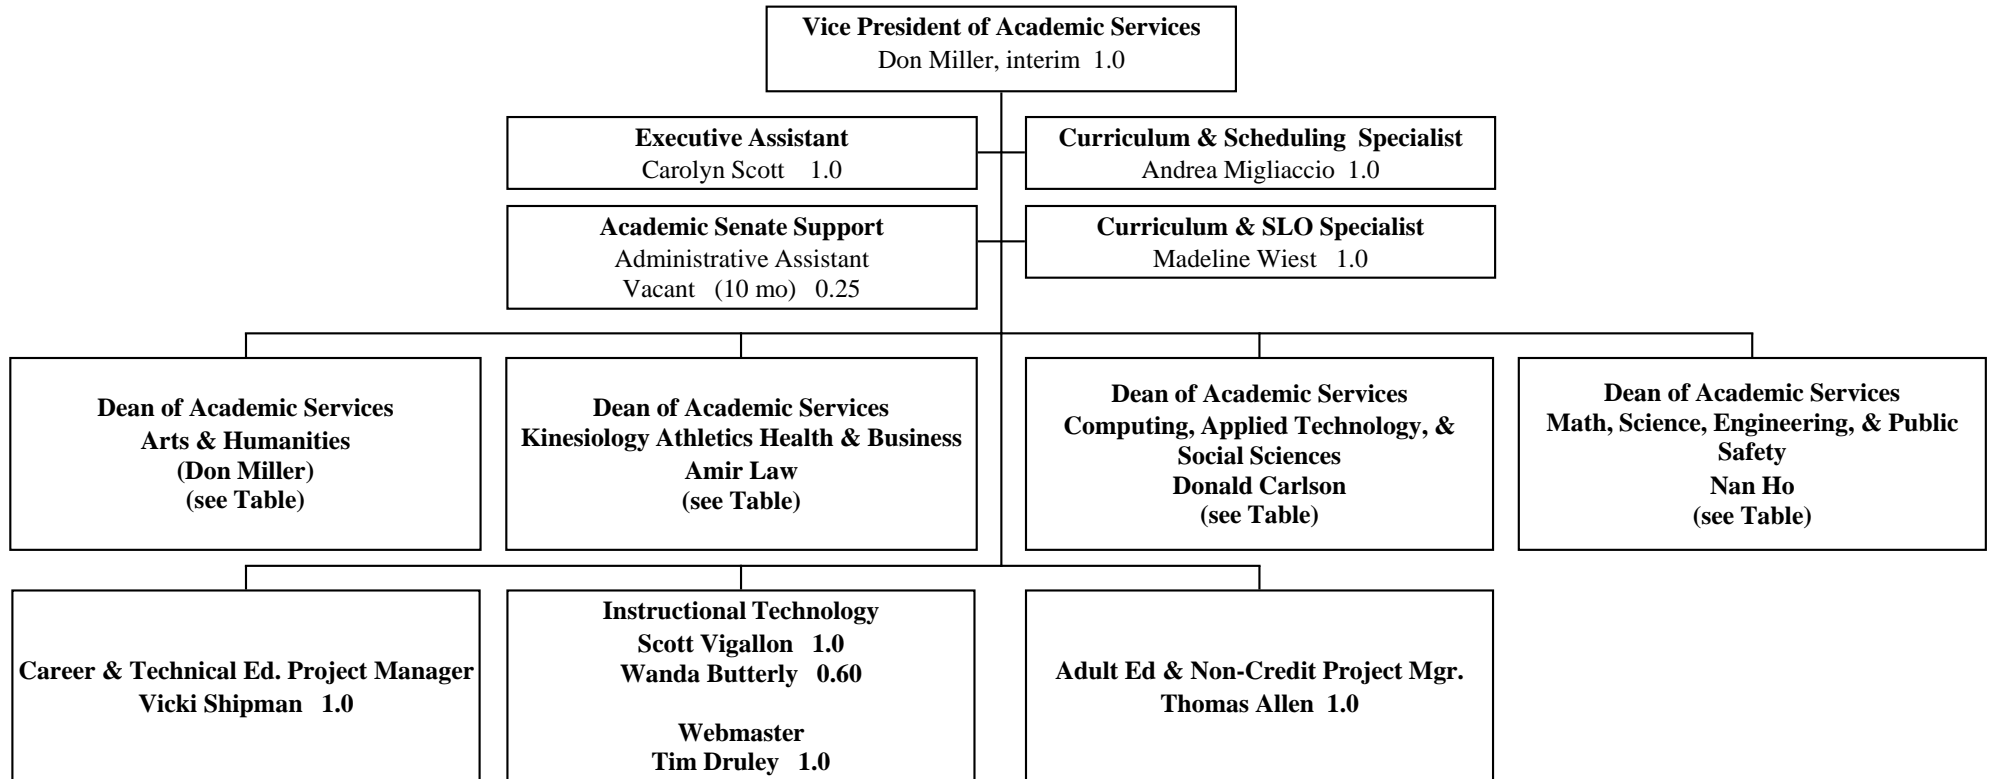 Vice President of Academic Services
Don Miller, interim 1.0
Executive Assistant
Carolyn Scott 1.0
Curriculum & Scheduling Specialist
Andrea Migliaccio 1.0
Academic Senate Support
Administrative Assistant
Vacant (10 mo) 0.25
Curriculum & SLO Specialist
Madeline Wiest 1.0
Dean of Academic Services
Arts & Humanities
(Don Miller)
(see Table)
Dean of Academic Services
Kinesiology Athletics Health & Business
Amir Law
(see Table)
Dean of Academic Services
Computing, Applied Technology, &
Social Sciences
Donald Carlson
(see Table)
Dean of Academic Services
Math, Science, Engineering, & Public
Safety
Nan Ho
(see Table)
Career & Technical Ed. Project Manager
Vicki Shipman 1.0
Instructional Technology
Scott Vigallon 1.0
Wanda Butterly 0.60
Webmaster
Tim Druley 1.0
Adult Ed & Non-Credit Project Mgr.
Thomas Allen 1.0